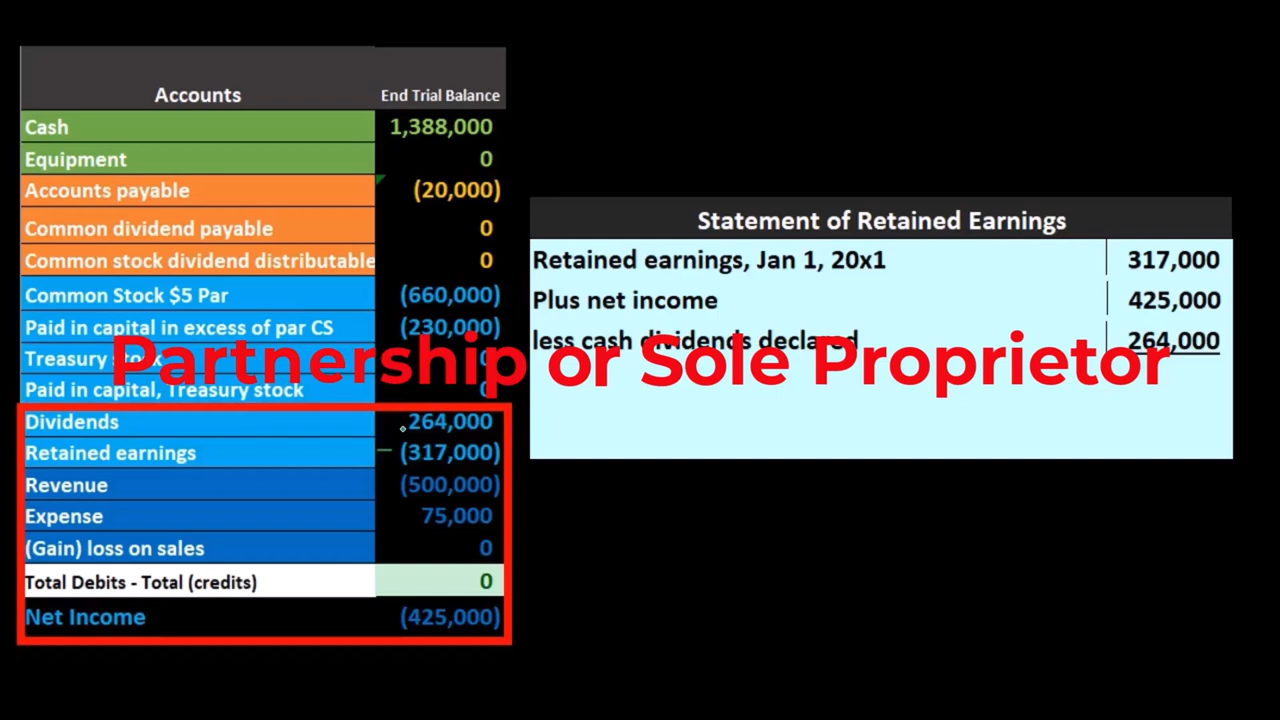 Accounts End Trial Balance
Cash 1,388,000
Equipment 0
Accounts payable (20,000)
Common dividend payable 0
Common stock dividend distributable 0
Common Stock $5 Par (660,000)
Paid in capital in excess of par CS (230,000)
Treasury stock
Paid in capital, Treasury stock
Dividends 264,000
Retained earnings (317,000)
Revenue (500,000)
Expense 75,000
(Gain) loss on sales 0
Total Debits - Total (credits) 0
Net Income (425,000)
Statement of Retained Earnings
Retained earnings, Jan 1, 20x1 317,000
Plus net income 425,000
less cash dividends declared 264,000
Partnership or Sole Proprietor